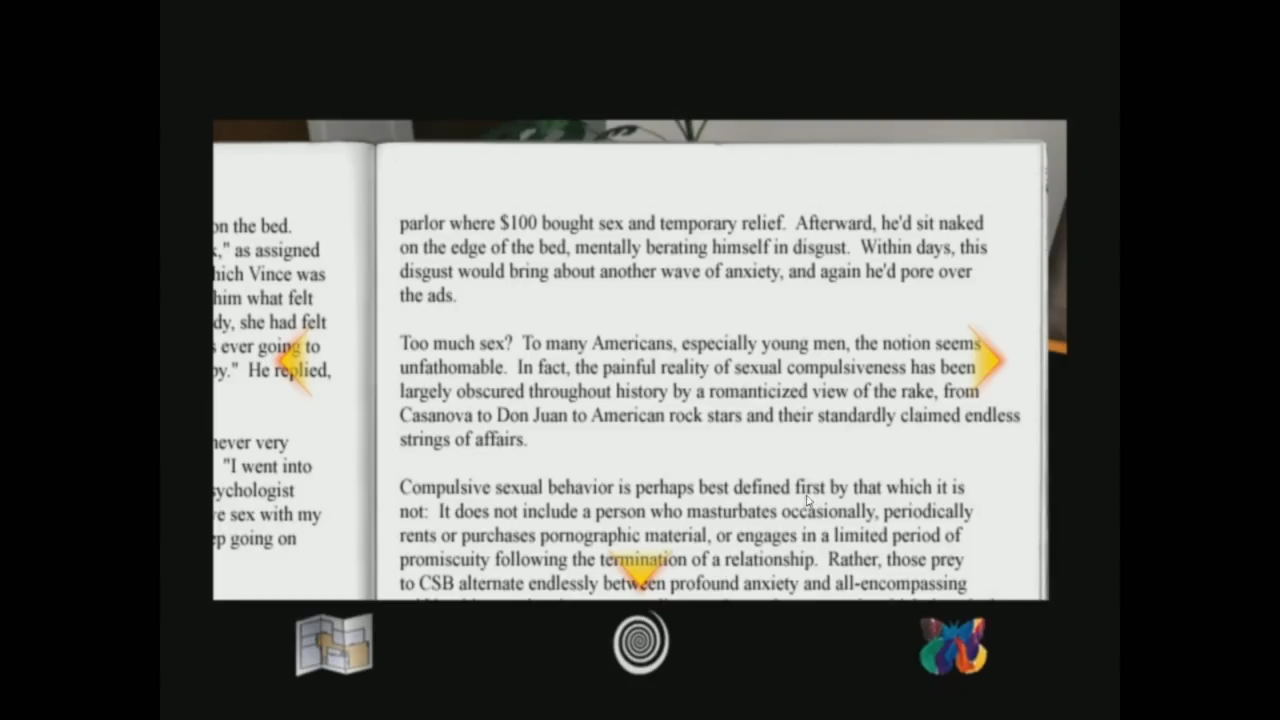 on the bed.
," as assigned
hich Vince was
him what felt
dy, she had felt
s ever going to
py." He replied,
never very
"I went into
sychologist
ve sex with my
ep going on
parlor where $100 bought sex and temporary relief. Afterward, he'd sit naked
on the edge of the bed, mentally berating himself in disgust. Within days, this
disgust would bring about another wave of anxiety, and again he'd pore over
the ads.
Too much sex? To many Americans, especially young men, the notion seems
unfathomable. In fact, the painful reality of sexual compulsiveness has been
largely obscured throughout history by a romanticized view of the rake, from
Casanova to Don Juan to American rock stars and their standardly claimed endless
strings of affairs.
Compulsive sexual behavior is perhaps best defined first by that which it is
not: It does not include a person who masturbates occasionally, periodically
rents or purchases pornographic material, or engages in a limited period of
promiscuity following the termination of a relationship. Rather, those prey
to CSB alternate endlessly between profound anxiety and all-encompassing